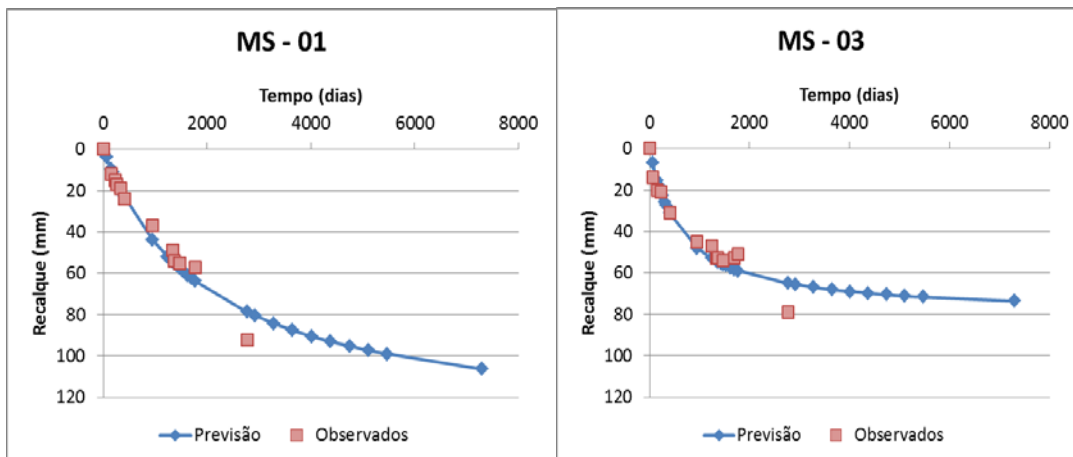 MS - 01
Tempo (dias)
0 2000 4000 6000 8000
0
20
40
60
80
100
120
Recalque (mm)
Previsão Observados
MS - 03
Tempo (dias)
0 2000 4000 6000 8000
0
20
40
60
80
100
120
Recalque (mm)
Previsão Observados